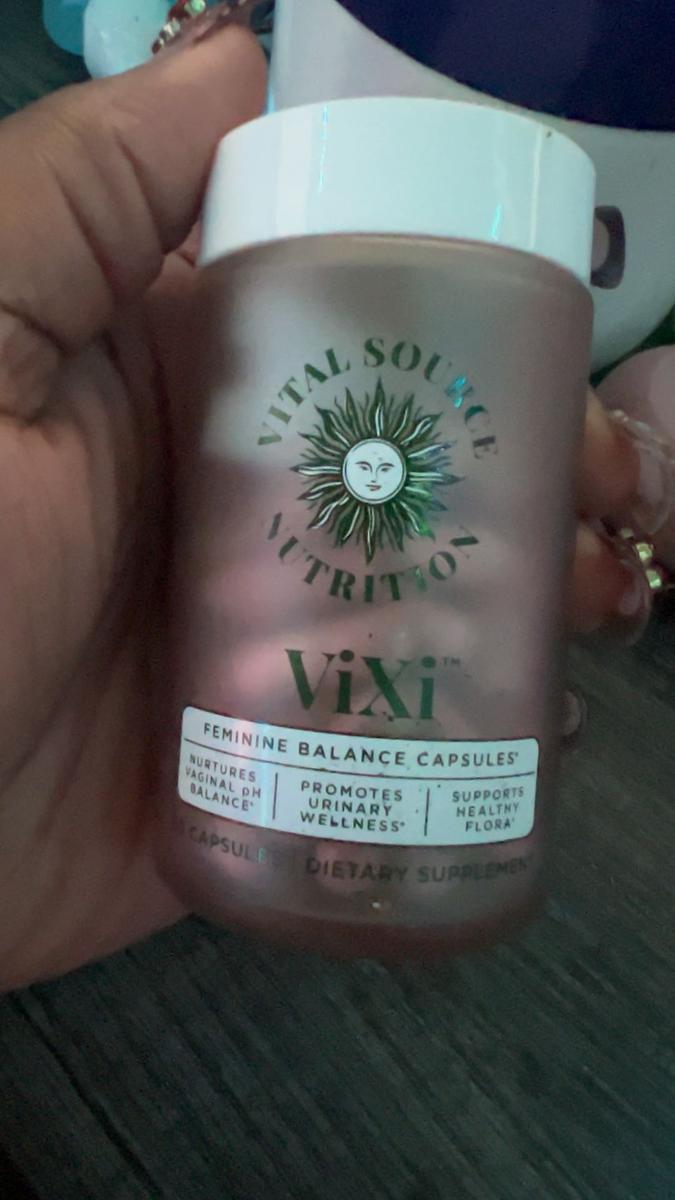 VITAL SOURCE
NUTRITION
ViXi™
FEMININE BALANCE CAPSULES*
NURTURES
VAGINAL pH
BALANCE*
PROMOTES
URINARY
WELLNESS*
SUPPORTS
HEALTHY
FLORA*
CAPSULES DIETARY SUPPLEMENT